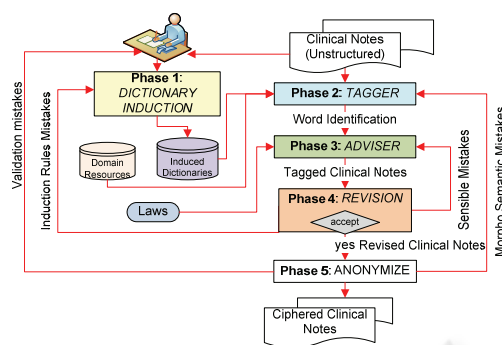 Clinical Notes
(Unstructured)
Phase 1:
DICTIONARY
INDUCTION
Phase 2: TAGGER
Word Identification
Phase 3: ADVISER
Tagged Clinical Notes
Domain
Resources
Induced
Dictionaries
Laws
Phase 4: REVISION
accept
yes Revised Clinical Notes
Phase 5: ANONYMIZE
Ciphered Clinical
Notes
Validation mistakes
Induction Rules Mistakes
Sensible Mistakes
Morpho Semantic Mistakes